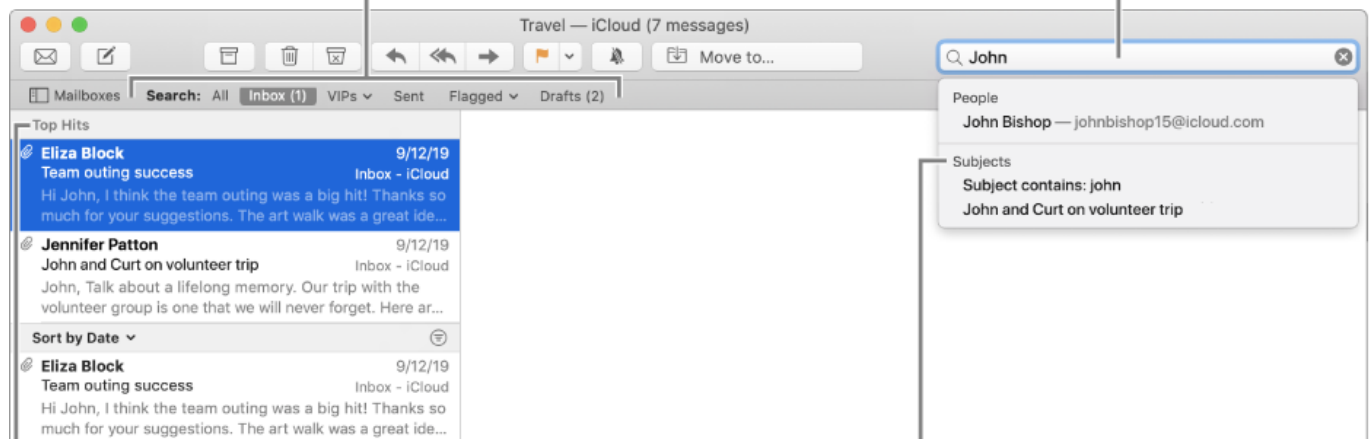 Travel — iCloud (7 messages)
Move to...
John
Mailboxes Search: All Inbox (1) VIPs Sent Flagged Drafts (2)
People
John Bishop — johnbishop15@icloud.com
Subjects
Subject contains: john
John and Curt on volunteer trip
Top Hits
Eliza Block 9/12/19
Team outing success Inbox - iCloud
Hi John, I think the team outing was a big hit! Thanks so
much for your suggestions. The art walk was a great ide...
Jennifer Patton 9/12/19
John and Curt on volunteer trip Inbox - iCloud
John, Talk about a lifelong memory. Our trip with the
volunteer group is one that we will never forget. Here ar...
Sort by Date
Eliza Block 9/12/19
Team outing success Inbox - iCloud
Hi John, I think the team outing was a big hit! Thanks so
much for your suggestions. The art walk was a great ide...